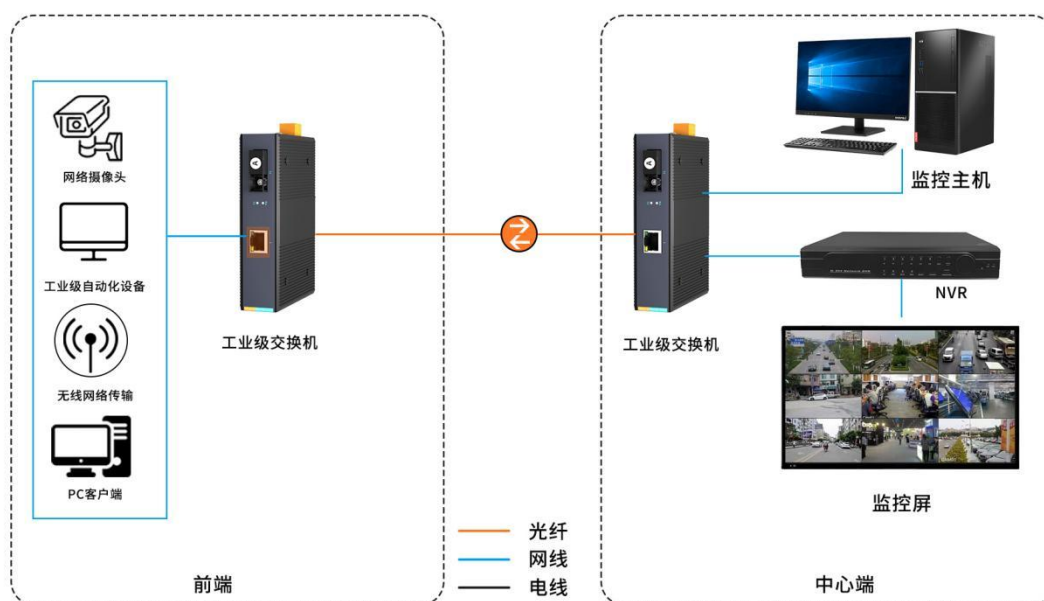 网络摄像头
工业级自动化设备
无线网络传输
PC客户端
工业级交换机
前端
光纤
网线
电线
工业级交换机
监控主机
NVR
监控屏
中心端